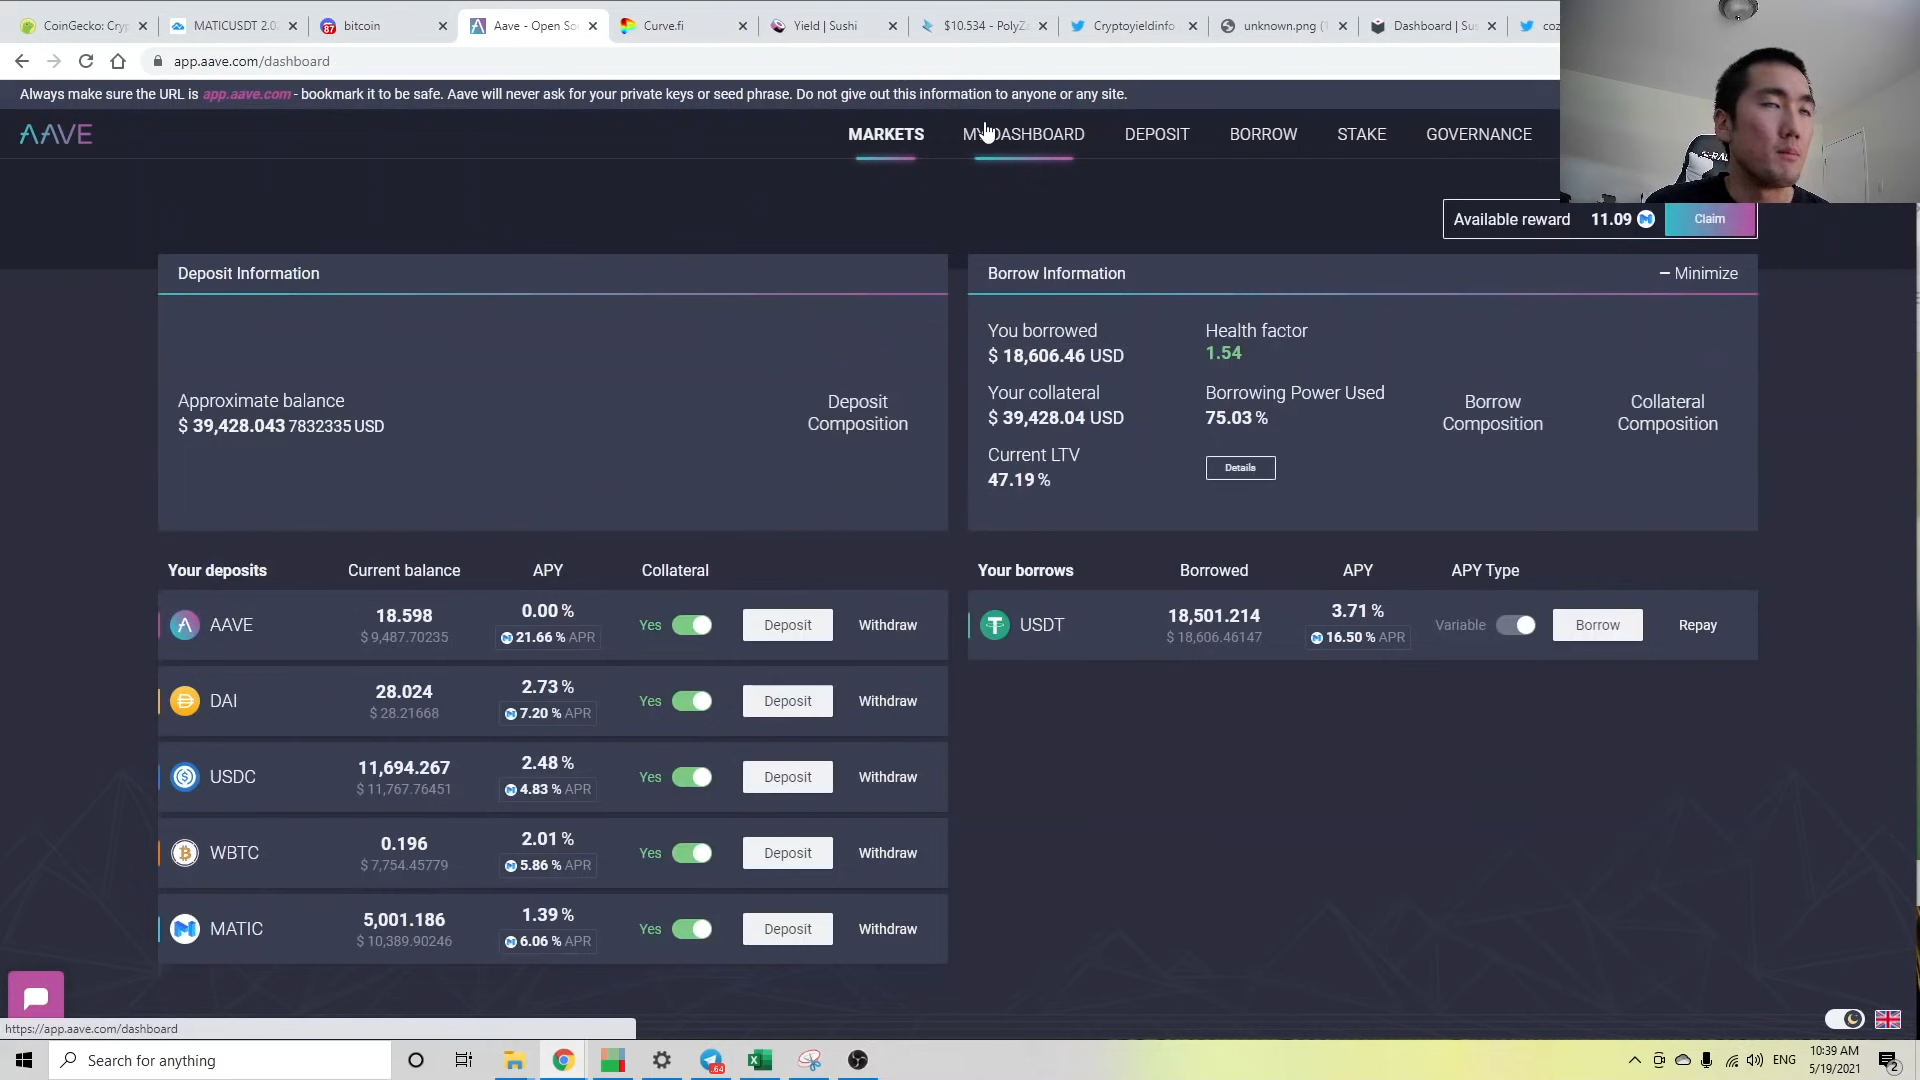 CoinGecko: Cryp
MATICUSDT 2.0
87 bitcoin
Aave - Open So
Curve.fi
Yield | Sushi
$10.534 - PolyZ
Cryptoyieldinfo
unknown.png (
Dashboard | Sus
coz
app.aave.com/dashboard
Always make sure the URL is app.aave.com - bookmark it to be safe. Aave will never ask for your private keys or seed phrase. Do not give out this information to anyone or any site.
AAVE MARKETS MY DASHBOARD DEPOSIT BORROW STAKE GOVERNANCE
Available reward 11.09 Claim
Deposit Information
Approximate balance
$ 39,428.043 7832335 USD
Deposit
Composition
Borrow Information – Minimize
You borrowed
$ 18,606.46 USD
Health factor
1.54
Your collateral
$ 39,428.04 USD
Borrowing Power Used
75.03 %
Current LTV
47.19 %
Details
Borrow
Composition
Collateral
Composition
Your deposits Current balance APY Collateral
AAVE 18.598 0.00 % Yes Deposit Withdraw
$ 9,487.70235 21.66 % APR
DAI 28.024 2.73 % Yes Deposit Withdraw
$ 28.21668 7.20 % APR
USDC 11,694.267 2.48 % Yes Deposit Withdraw
$ 11,767.76451 4.83 % APR
WBTC 0.196 2.01 % Yes Deposit Withdraw
$ 7,754.45779 5.86 % APR
MATIC 5,001.186 1.39 % Yes Deposit Withdraw
$ 10,389.90246 6.06 % APR
Your borrows Borrowed APY APY Type
USDT 18,501.214 3.71 % Variable Borrow Repay
$ 18,606.46147 16.50 % APR
https://app.aave.com/dashboard
Search for anything
.64
ENG
10:39 AM
5/19/2021
2